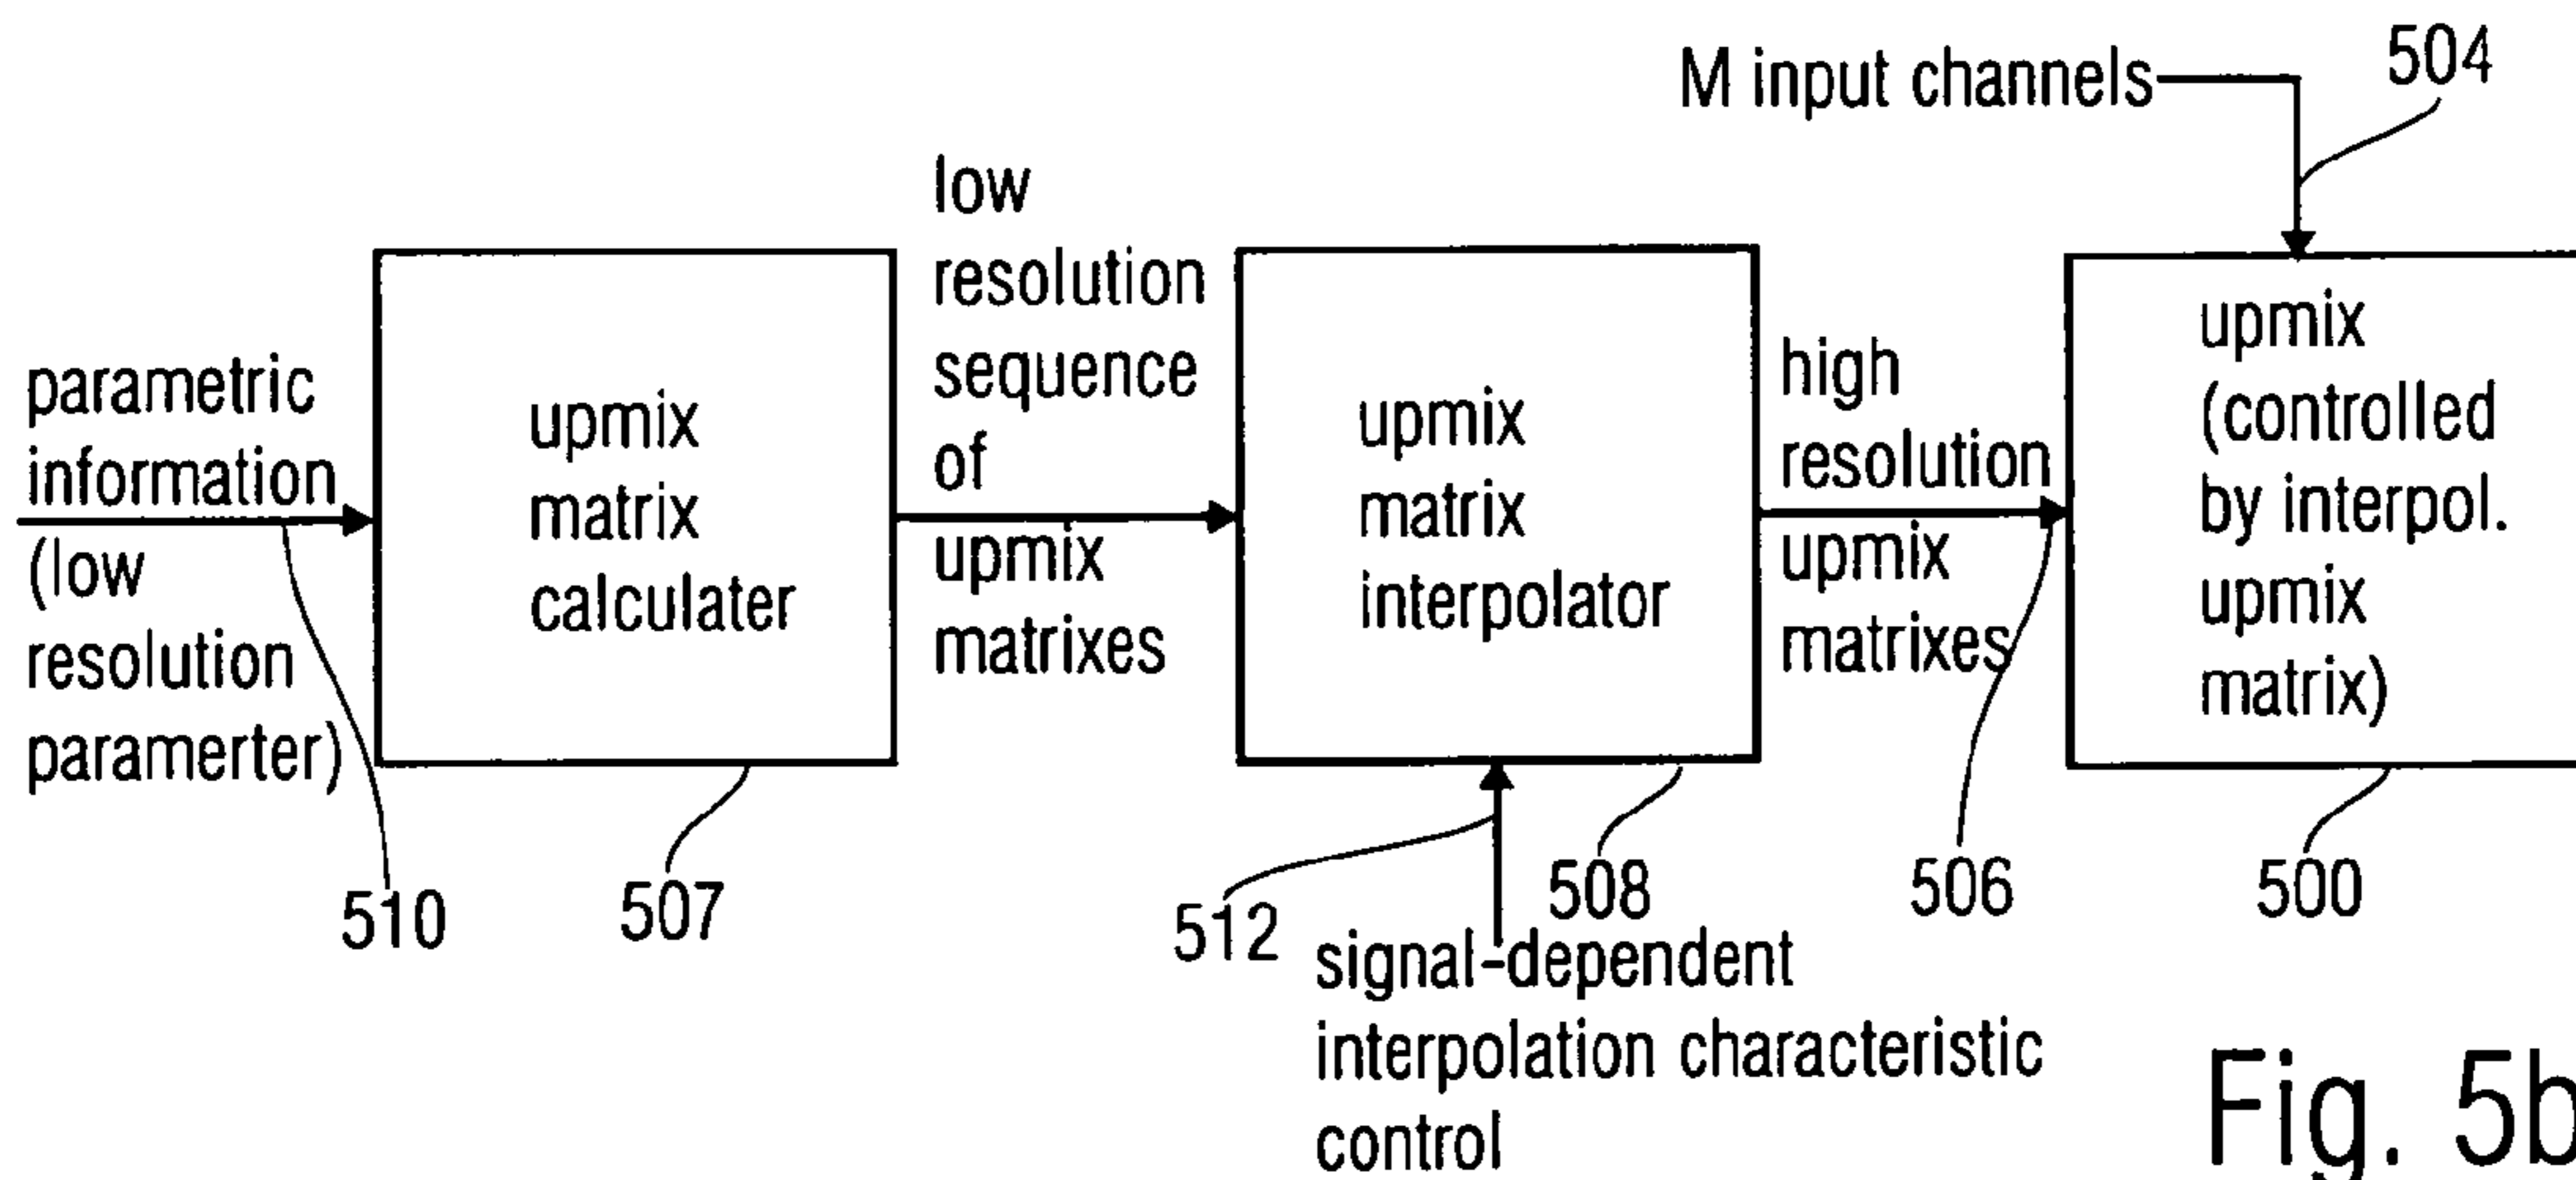 M input channels
504
parametric
information
(low
resolution
paramerter)
510
upmix
matrix
calculater
507
low
resolution
sequence
of
upmix
matrixes
upmix
matrix
interpolator
508
512
signal-dependent
interpolation characteristic
control
high
resolution
upmix
matrixes
506
upmix
(controlled
by interpol.
upmix
matrix)
500
Fig. 5b